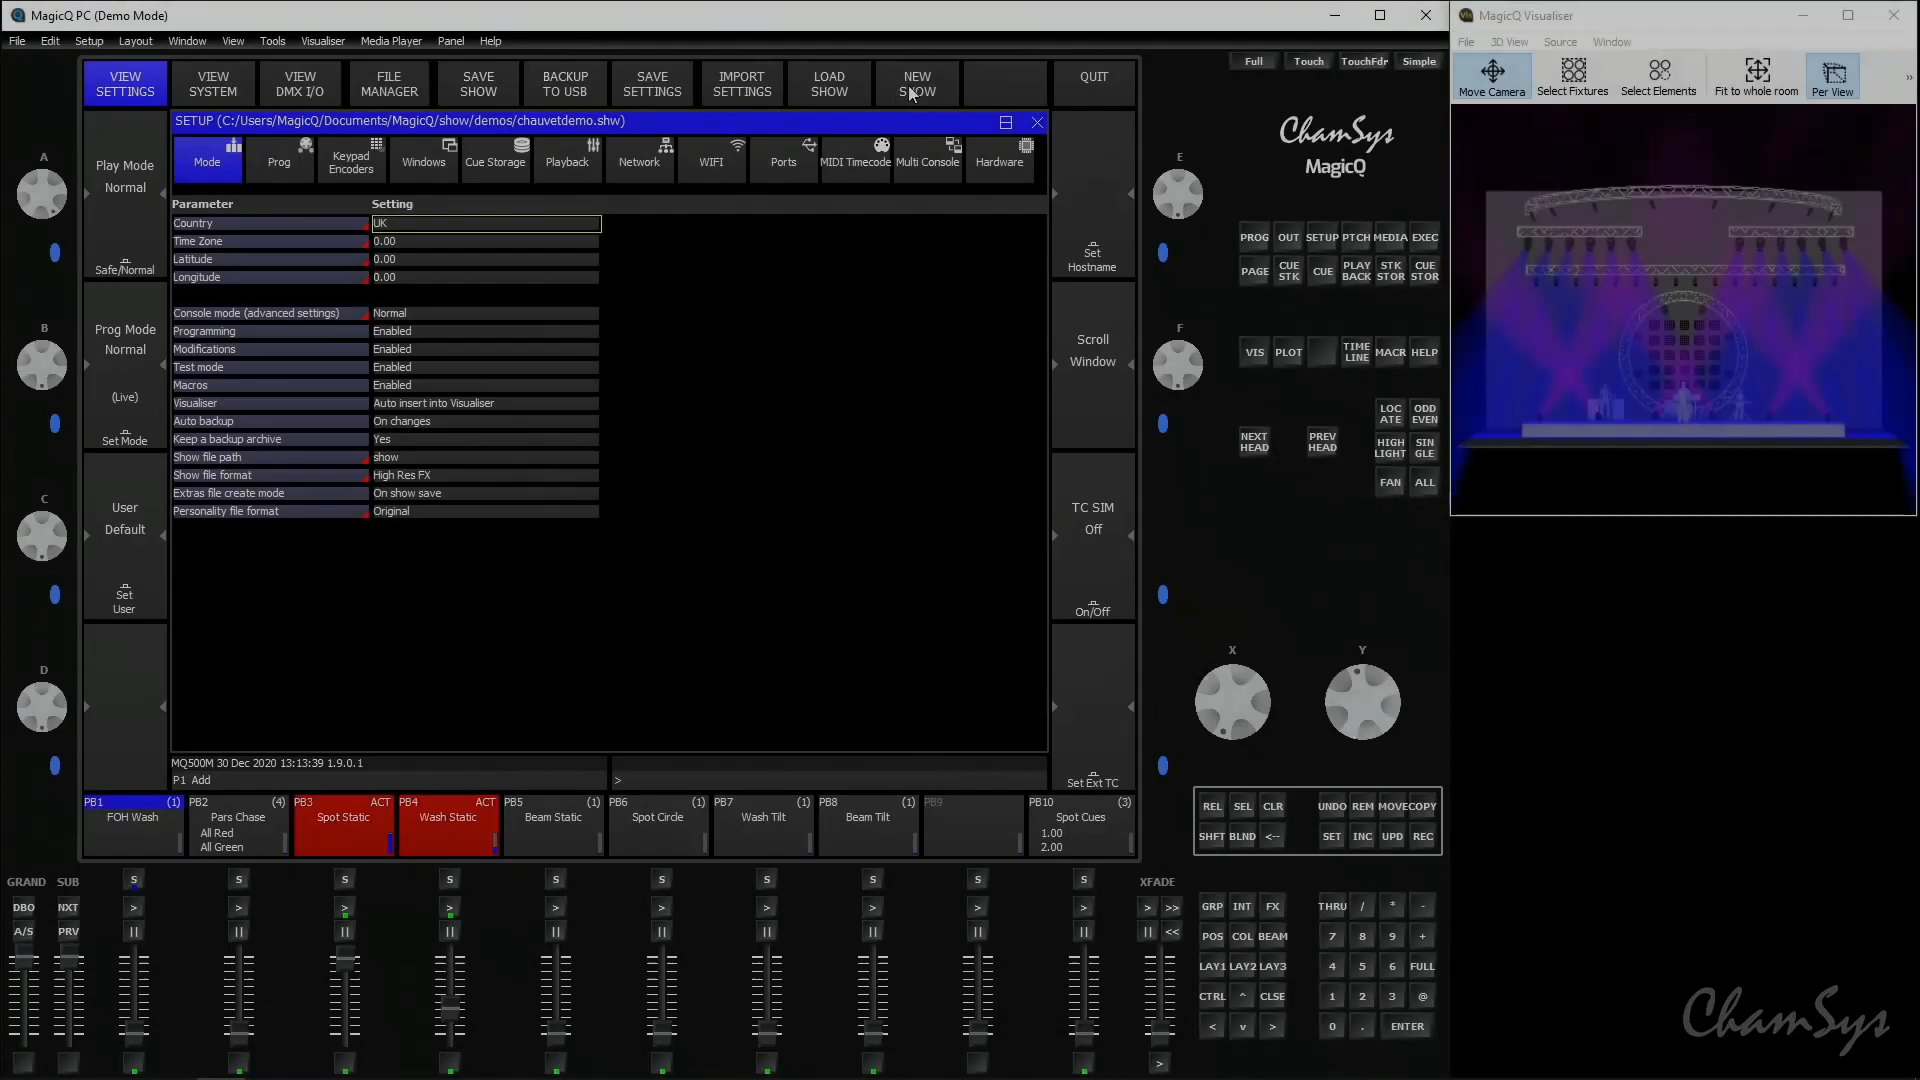 MagicQ PC (Demo Mode)
File Edit Setup Layout Window View Tools Visualiser Media Player Panel Help
VIEW SETTINGS
VIEW SYSTEM
VIEW DMX I/O
FILE MANAGER
SAVE SHOW
BACKUP TO USB
SAVE SETTINGS
IMPORT SETTINGS
LOAD SHOW
NEW SHOW
QUIT
SETUP (C:/Users/MagicQ/Documents/MagicQ/show/demos/chauvetdemo.shw)
Mode
Prog
Keypad Encoders
Windows
Cue Storage
Playback
Network
WIFI
Ports
MIDI Timecode
Multi Console
Hardware
Parameter Setting
Country UK
Time Zone 0.00
Latitude 0.00
Longitude 0.00
Console mode (advanced settings) Normal
Programming Enabled
Modifications Enabled
Test mode Enabled
Macros Enabled
Visualiser Auto insert into Visualiser
Auto backup On changes
Keep a backup archive Yes
Show file path show
Show file format High Res FX
Extras file create mode On show save
Personality file format Original
A
Play Mode
Normal
Safe/Normal
B
Prog Mode
Normal
(Live)
Set Mode
C
User
Default
Set
User
D
E
Set
Hostname
F
Scroll
Window
TC SIM
Off
On/Off
Set Ext TC
MQ500M 30 Dec 2020 13:13:39 1.9.0.1
P1 Add
>
PB1 (1)
FOH Wash
PB2 (4)
Pars Chase
All Red
All Green
PB3 ACT
Spot Static
PB4 ACT
Wash Static
PB5 (1)
Beam Static
PB6 (1)
Spot Circle
PB7 (1)
Wash Tilt
PB8 (1)
Beam Tilt
PB9
PB10 (3)
Spot Cues
1.00
2.00
GRAND SUB
DBO NXT
A/S PRV
S S S S S S S S S S
> > > > > > > > > >
|| || || || || || || || || ||
XFADE
> >>
|| <<
>
Full Touch TouchFdr Simple
ChamSys
MagicQ
PROG OUT SETUP PTCH MEDIA EXEC
PAGE CUE STK CUE PLAY BACK STK STOR CUE STOR
VIS PLOT TIME LINE MACR HELP
LOC ATE ODD EVEN
NEXT HEAD PREV HEAD HIGH LIGHT SIN GLE
FAN ALL
X Y
REL SEL CLR UNDO REM MOVE COPY
SHFT BLND <-- SET INC UPD REC
GRP INT FX THRU / * -
POS COL BEAM 7 8 9 +
LAY1 LAY2 LAY3 4 5 6 FULL
CTRL ^ CLSE 1 2 3 @
< v > 0 . ENTER
MagicQ Visualiser
File 3D View Source Window
Move Camera Select Fixtures Select Elements Fit to whole room Per View »
ChamSys